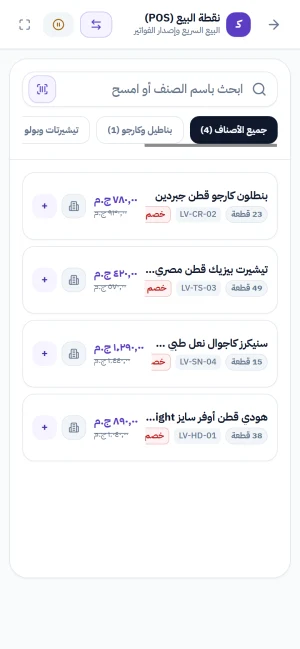 نقطة البيع (POS)
البيع السريع وإصدار الفواتير
ابحث باسم الصنف أو امسح
جميع الأصناف (4)
بناطيل وكارجو (1)
تيشيرتات وبولو
بنطلون كارجو قطن جبردين
٧٨٠٫٠٠ ج.م
23 قطعة
LV-CR-02
خصم
+
تيشيرت بيزيك قطن مصري...
٤٢٠٫٠٠ ج.م
49 قطعة
LV-TS-03
خصم
+
سنيكرز كاجوال نعل طبي ...
١٬٢٩٠٫٠٠ ج.م
15 قطعة
LV-SN-04
خصم
+
هودي قطن أوفر سايز ight...
٨٩٠٫٠٠ ج.م
38 قطعة
LV-HD-01
خصم
+